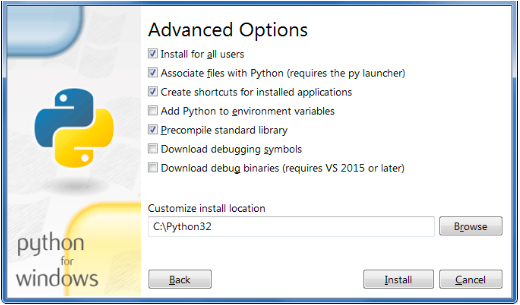 Advanced Options
Install for all users
Associate files with Python (requires the py launcher)
Create shortcuts for installed applications
Add Python to environment variables
Precompile standard library
Download debugging symbols
Download debug binaries (requires VS 2015 or later)
Customize install location
C:\Python32
Browse
python
for
windows
Back
Install
Cancel